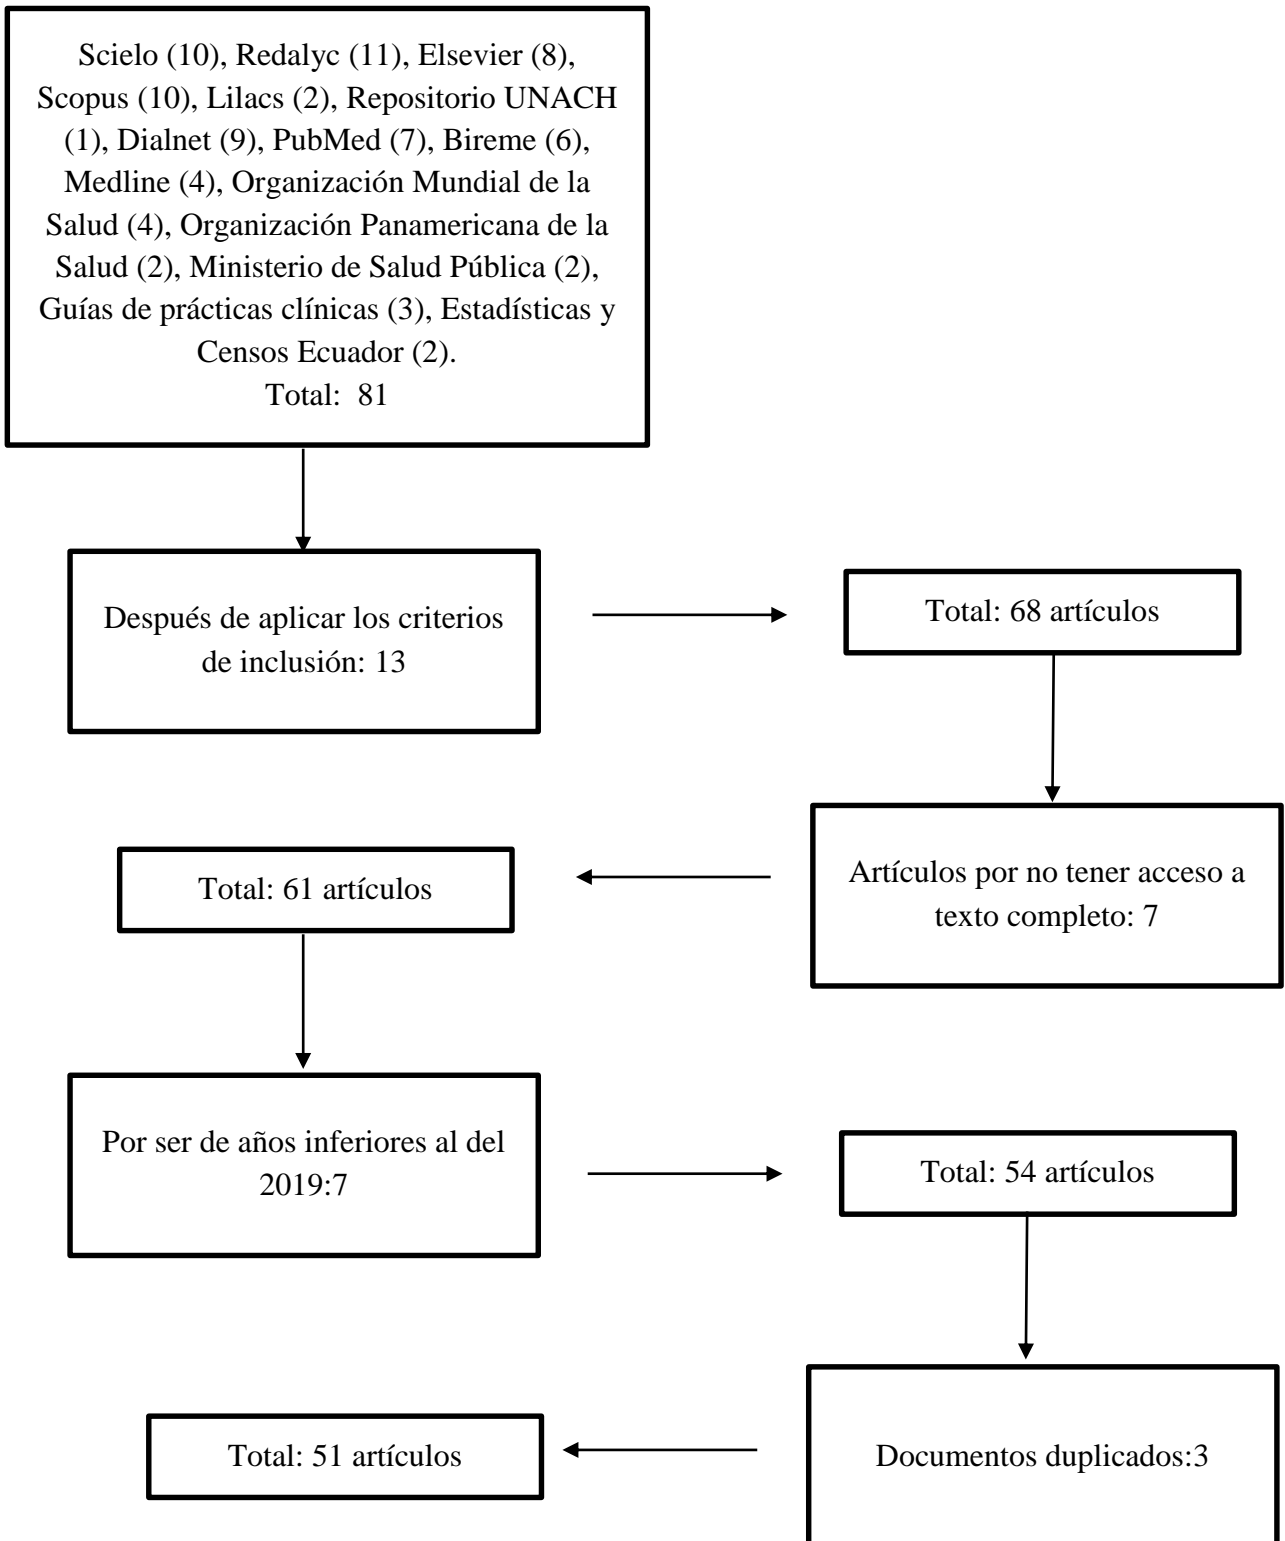 Scielo (10), Redalyc (11), Elsevier (8),
Scopus (10), Lilacs (2), Repositorio UNACH
(1), Dialnet (9), PubMed (7), Bireme (6),
Medline (4), Organización Mundial de la
Salud (4), Organización Panamericana de la
Salud (2), Ministerio de Salud Pública (2),
Guías de prácticas clínicas (3), Estadísticas y
Censos Ecuador (2).
Total: 81
Después de aplicar los criterios
de inclusión: 13
Total: 68 artículos
Artículos por no tener acceso a
texto completo: 7
Total: 61 artículos
Por ser de años inferiores al del
2019:7
Total: 54 artículos
Documentos duplicados:3
Total: 51 artículos